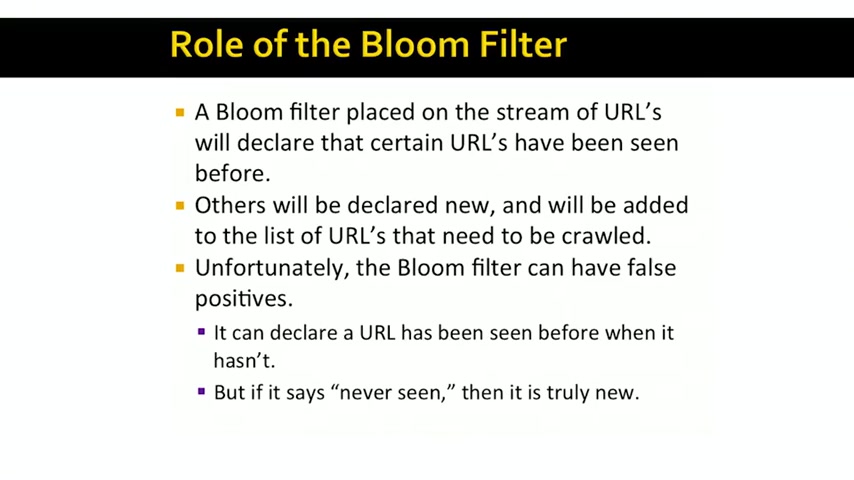 Role of the Bloom Filter
A Bloom filter placed on the stream of URL's
will declare that certain URL's have been seen
before.
Others will be declared new, and will be added
to the list of URL's that need to be crawled.
Unfortunately, the Bloom filter can have false
positives.
It can declare a URL has been seen before when it
hasn't.
But if it says “never seen,” then it is truly new.